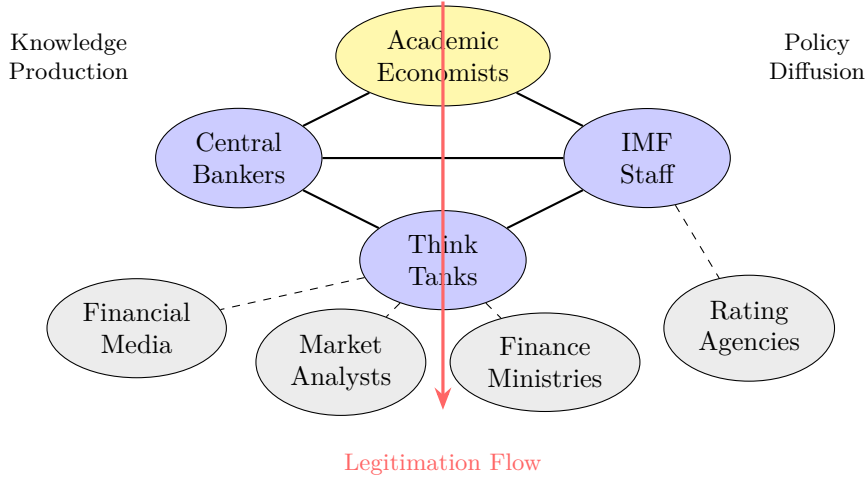 Knowledge
Production
Academic
Economists
Policy
Diffusion
Central
Bankers
IMF
Staff
Think
Tanks
Financial
Media
Market
Analysts
Finance
Ministries
Rating
Agencies
Legitimation Flow